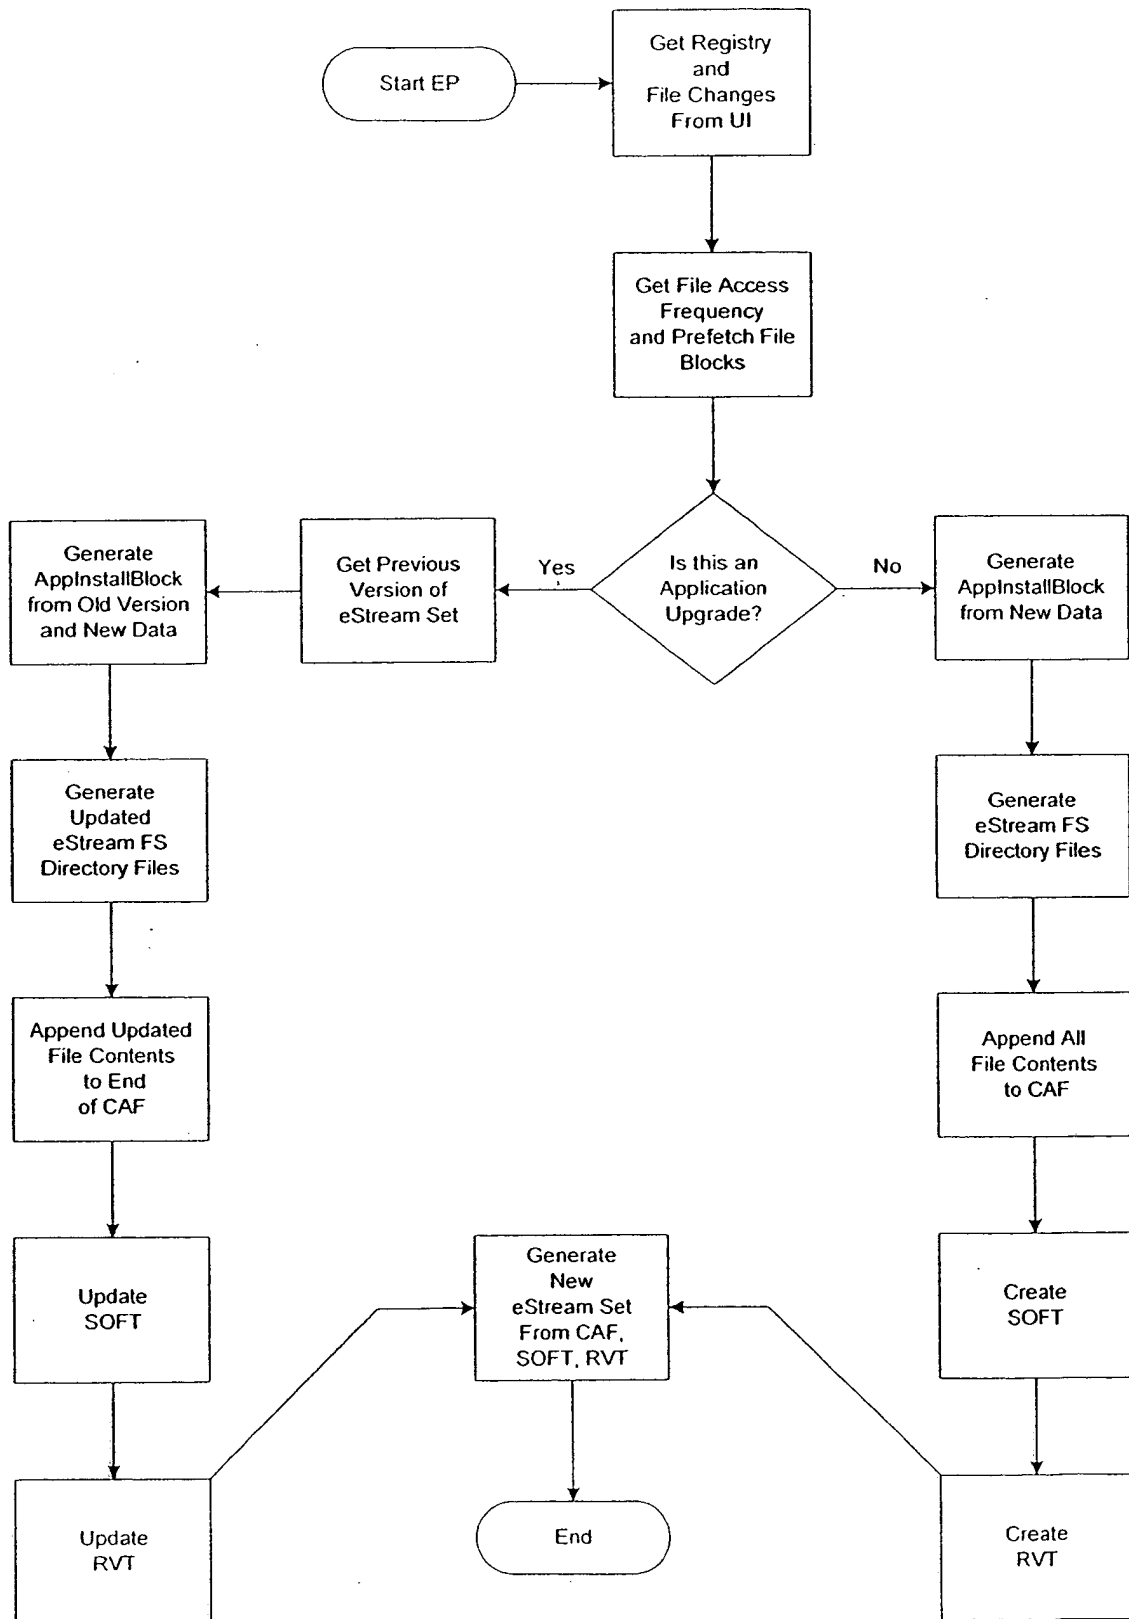 Start EP
Get Registry
and
File Changes
From UI
Get File Access
Frequency
and Prefetch File
Blocks
Is this an
Application
Upgrade?
Yes
No
Get Previous
Version of
eStream Set
Generate
AppInstallBlock
from Old Version
and New Data
Generate
Updated
eStream FS
Directory Files
Append Updated
File Contents
to End
of CAF
Update
SOFT
Update
RVT
Generate
AppInstallBlock
from New Data
Generate
eStream FS
Directory Files
Append All
File Contents
to CAF
Create
SOFT
Create
RVT
Generate
New
eStream Set
From CAF,
SOFT, RVT
End